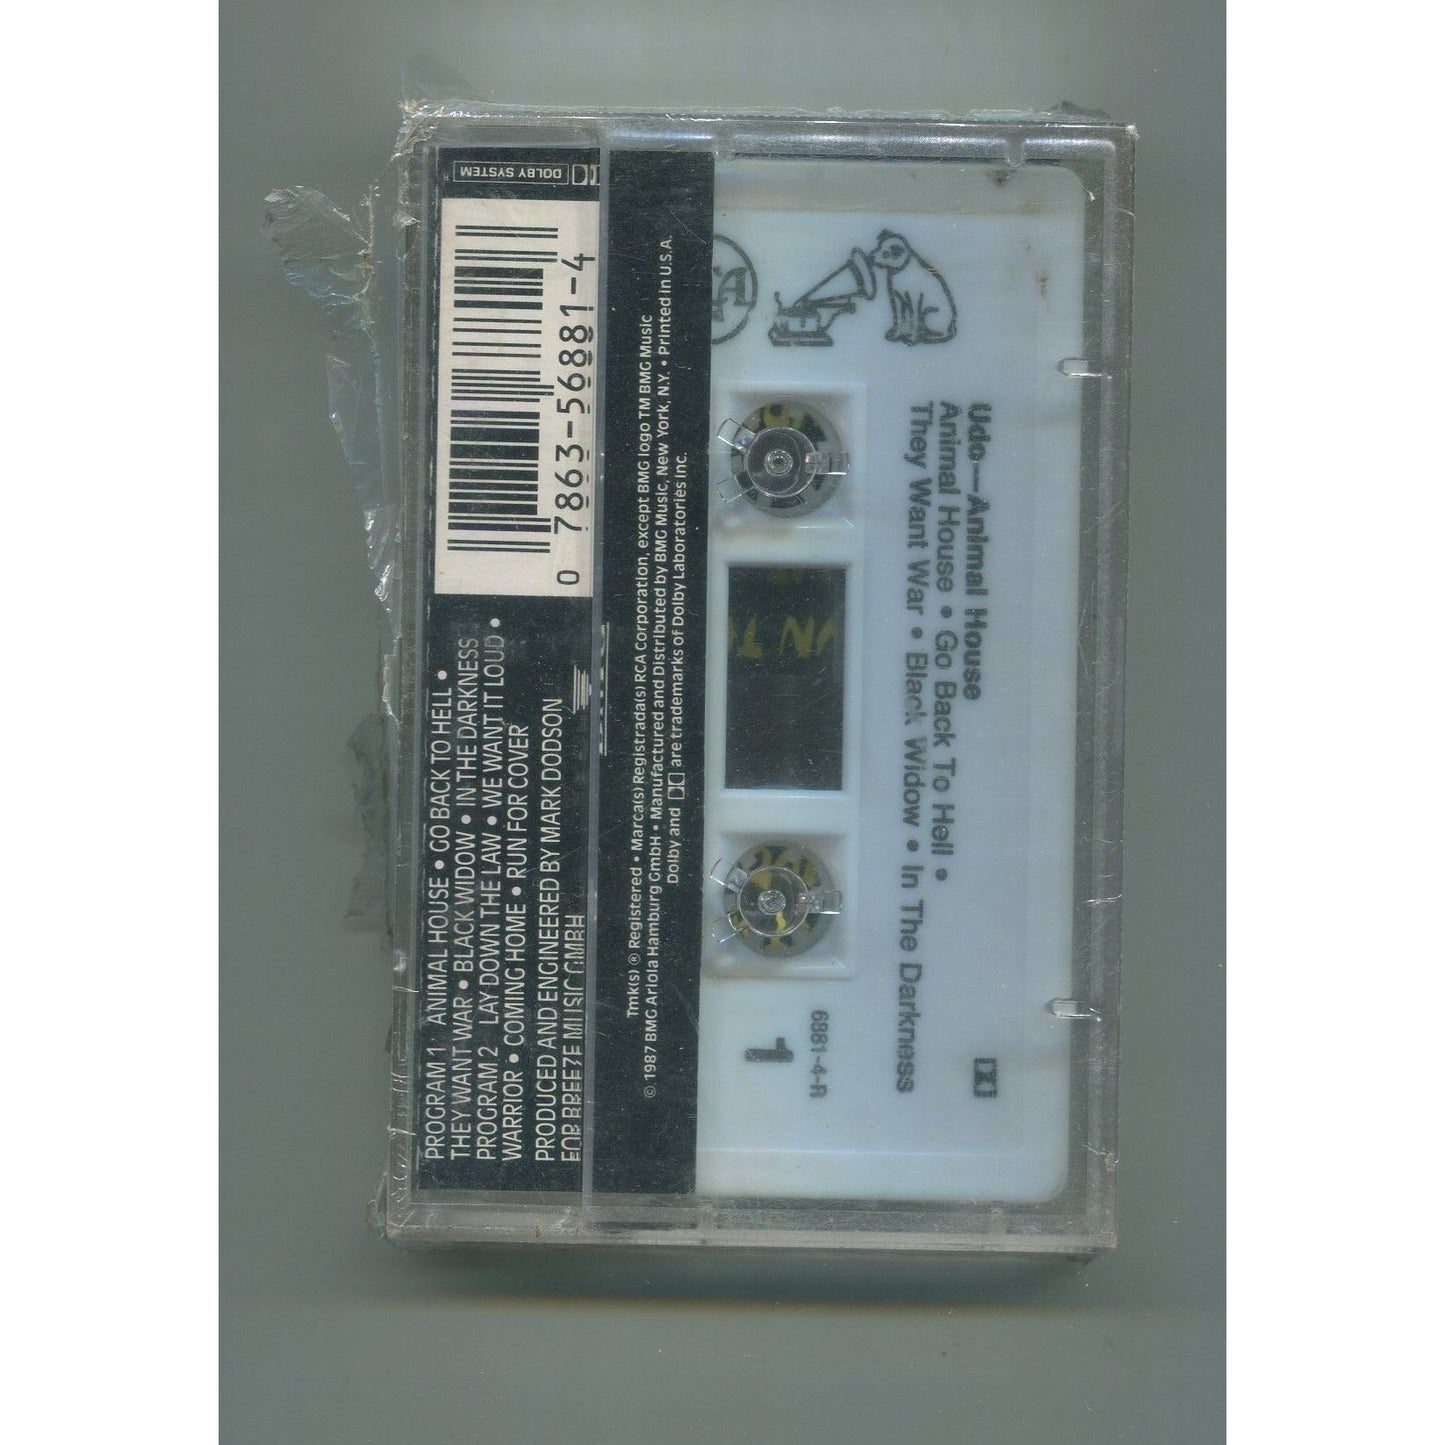 DOLBY SYSTEM
0 7863-56881-4
PROGRAM 1 ANIMAL HOUSE • GO BACK TO HELL •
THEY WANT WAR • BLACK WIDOW • IN THE DARKNESS
PROGRAM 2 LAY DOWN THE LAW • WE WANT IT LOUD •
WARRIOR • COMING HOME • RUN FOR COVER
PRODUCED AND ENGINEERED BY MARK DODSON
FOR BREEZE MUSIC GMBH
Tmk(s) ® Registered • Marca(s) Registrada(s) RCA Corporation, except BMG logo TM BMG Music
© 1987 BMG Ariola Hamburg GmbH • Manufactured and Distributed by BMG Music, New York, N.Y. • Printed in U.S.A.
Dolby and are trademarks of Dolby Laboratories Inc.
Udo—Animal House
Animal House • Go Back To Hell •
They Want War • Black Widow • In The Darkness
6881-4-R
1